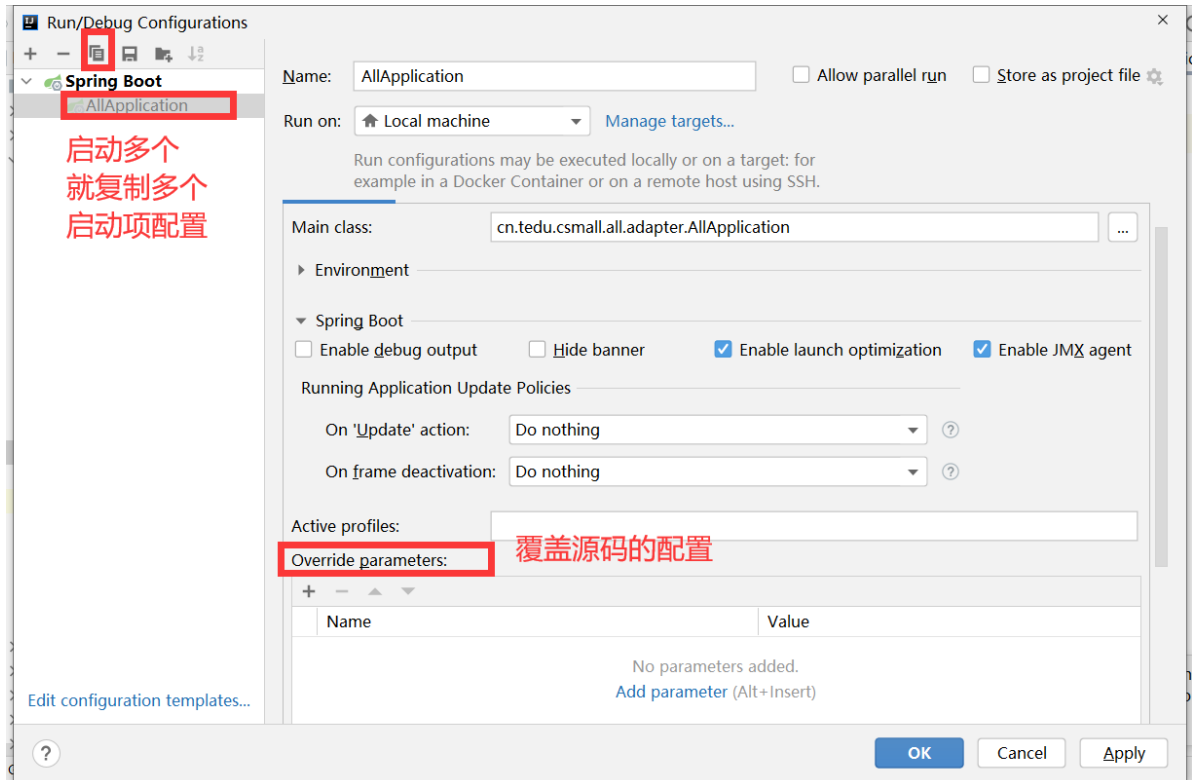 Run/Debug Configurations
Spring Boot
AllApplication
启动多个
就复制多个
启动项配置
Edit configuration templates...
Name:
AllApplication
Allow parallel run
Store as project file
Run on:
Local machine
Manage targets...
Run configurations may be executed locally or on a target: for
example in a Docker Container or on a remote host using SSH.
Main class:
cn.tedu.csmall.all.adapter.AllApplication
...
Environment
Spring Boot
Enable debug output
Hide banner
Enable launch optimization
Enable JMX agent
Running Application Update Policies
On 'Update' action:
Do nothing
?
On frame deactivation:
Do nothing
?
Active profiles:
Override parameters:
覆盖源码的配置
Name
Value
No parameters added.
Add parameter (Alt+Insert)
?
OK
Cancel
Apply